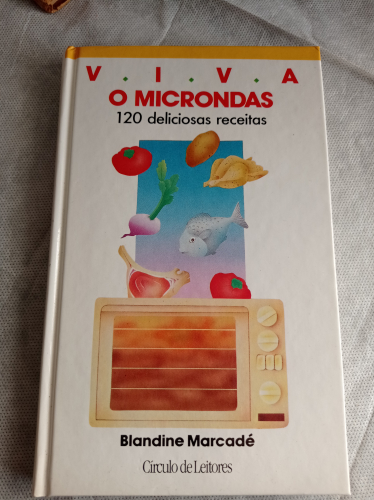 V.I.V.A
O MICRONDAS
120 deliciosas receitas
Blandine Marcadé
Círculo de Leitores